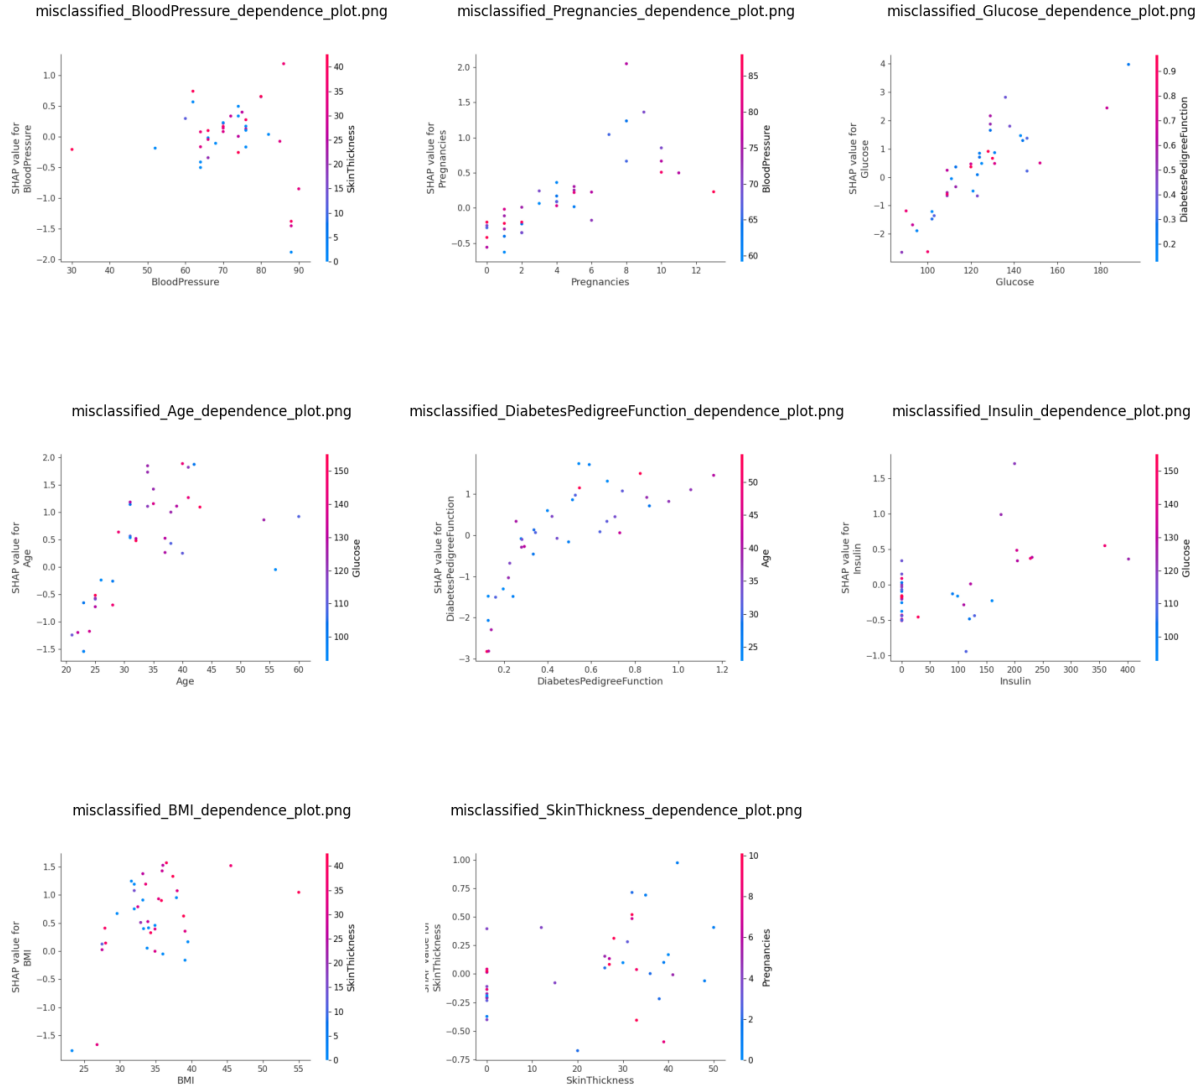 misclassified_BloodPressure_dependence_plot.png
1.0
0.5
0.0
−0.5
−1.0
−1.5
−2.0
SHAP value for
BloodPressure
30 40 50 60 70 80 90
BloodPressure
40
35
30
25
20
15
10
5
0
SkinThickness
misclassified_Pregnancies_dependence_plot.png
2.0
1.5
1.0
0.5
0.0
−0.5
SHAP value for
Pregnancies
0 2 4 6 8 10 12
Pregnancies
85
80
75
70
65
60
BloodPressure
misclassified_Glucose_dependence_plot.png
4
3
2
1
0
−1
−2
SHAP value for
Glucose
100 120 140 160 180
Glucose
0.9
0.8
0.7
0.6
0.5
0.4
0.3
0.2
DiabetesPedigreeFunction
misclassified_Age_dependence_plot.png
2.0
1.5
1.0
0.5
0.0
−0.5
−1.0
−1.5
SHAP value for
Age
20 25 30 35 40 45 50 55 60
Age
150
140
130
120
110
100
Glucose
misclassified_DiabetesPedigreeFunction_dependence_plot.png
1
0
−1
−2
−3
SHAP value for
DiabetesPedigreeFunction
0.2 0.4 0.6 0.8 1.0 1.2
DiabetesPedigreeFunction
50
45
40
35
30
25
Age
misclassified_Insulin_dependence_plot.png
1.5
1.0
0.5
0.0
−0.5
−1.0
SHAP value for
Insulin
0 50 100 150 200 250 300 350 400
Insulin
150
140
130
120
110
100
Glucose
misclassified_BMI_dependence_plot.png
1.5
1.0
0.5
0.0
−0.5
−1.0
−1.5
SHAP value for
BMI
25 30 35 40 45 50 55
BMI
40
35
30
25
20
15
10
5
0
SkinThickness
misclassified_SkinThickness_dependence_plot.png
1.00
0.75
0.50
0.25
0.00
−0.25
−0.50
−0.75
SHAP value for
SkinThickness
0 10 20 30 40 50
SkinThickness
10
8
6
4
2
0
Pregnancies